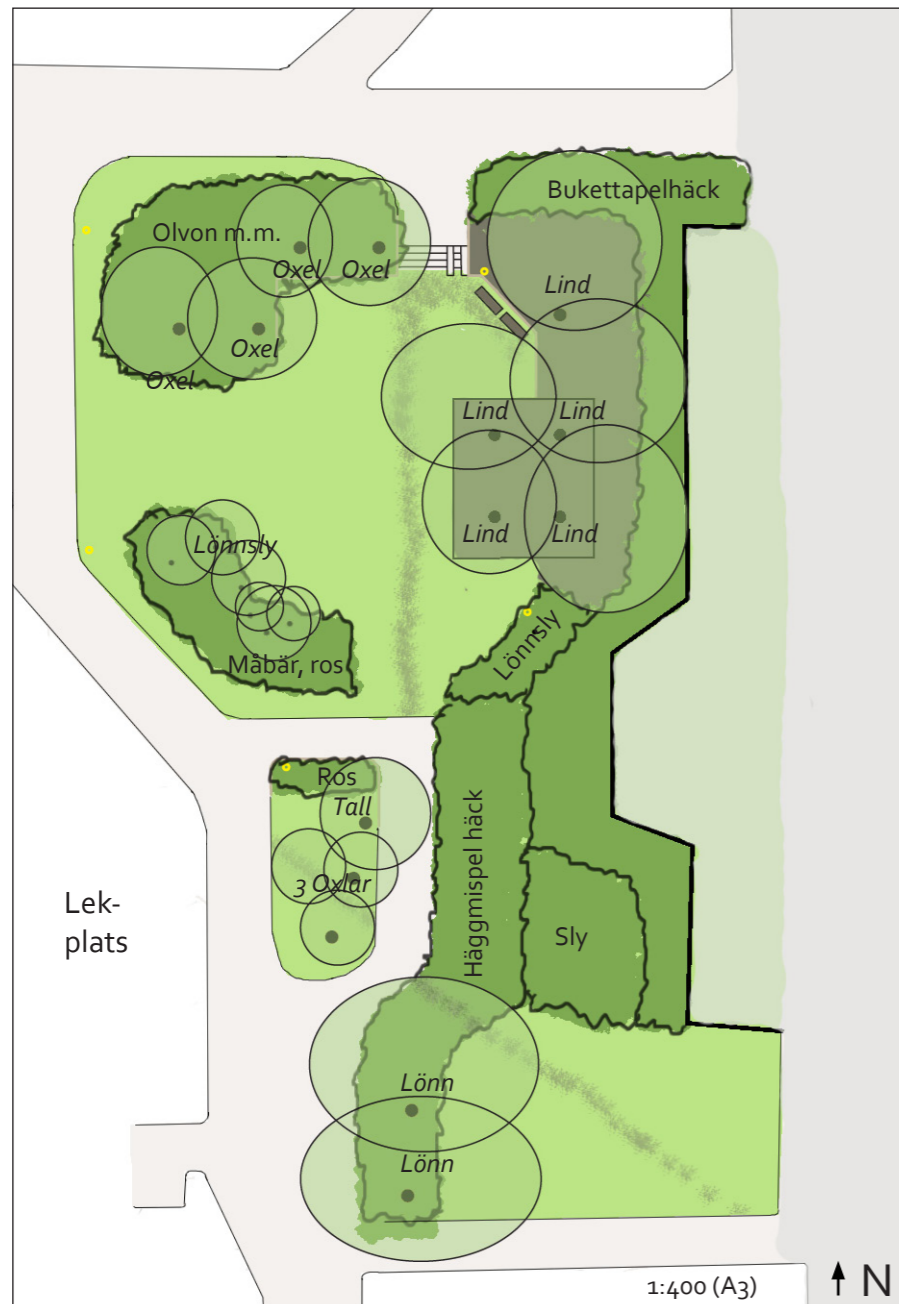 Bukettapelhäck
Olvon m.m.
Oxel
Oxel
Lind
Oxel
Oxel
Lind
Lind
Lind
Lind
Lönnsly
Lönnsly
Måbär, ros
Ros
Tall
3 Oxlar
Häggmispel häck
Lek-
plats
Sly
Lönn
Lönn
1:400 (A3)
N